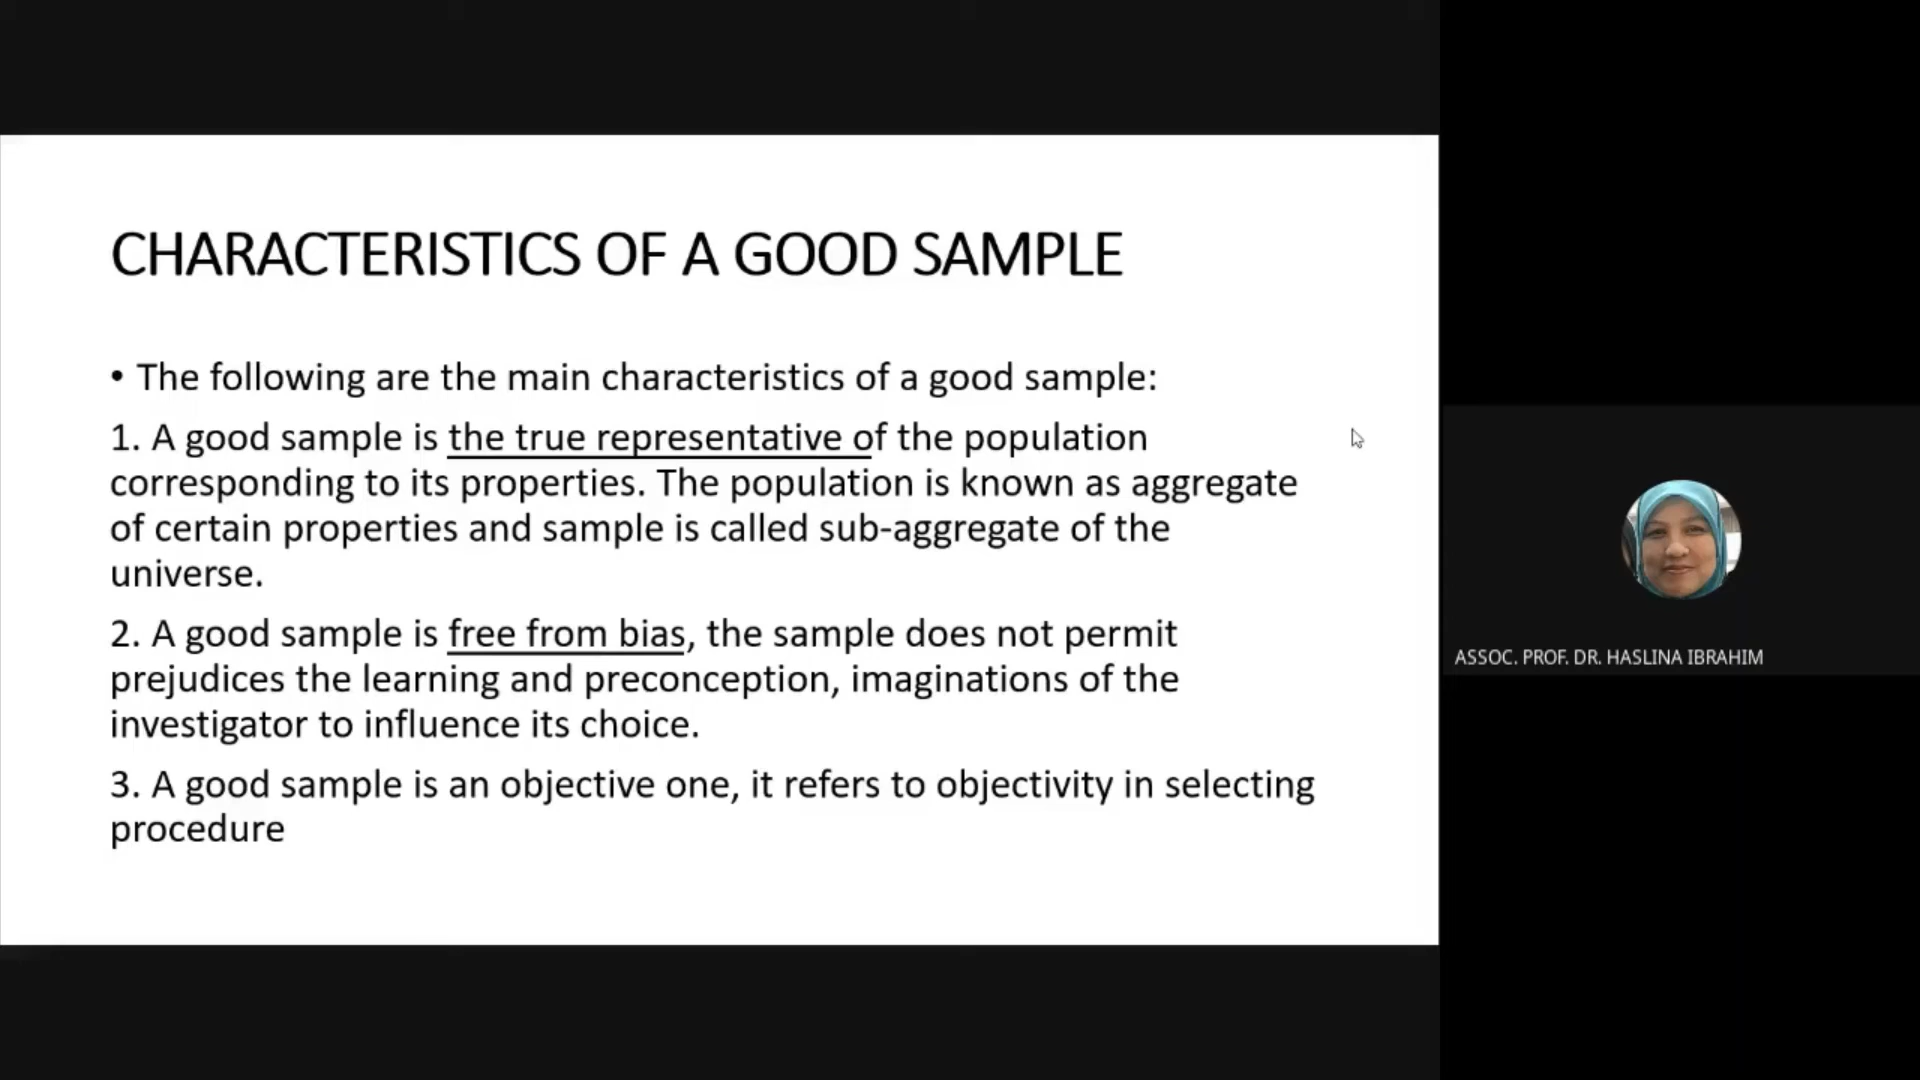 CHARACTERISTICS OF A GOOD SAMPLE
• The following are the main characteristics of a good sample:
1. A good sample is the true representative of the population
corresponding to its properties. The population is known as aggregate
of certain properties and sample is called sub-aggregate of the
universe.
2. A good sample is free from bias, the sample does not permit
prejudices the learning and preconception, imaginations of the
investigator to influence its choice.
3. A good sample is an objective one, it refers to objectivity in selecting
procedure
ASSOC. PROF. DR. HASLINA IBRAHIM